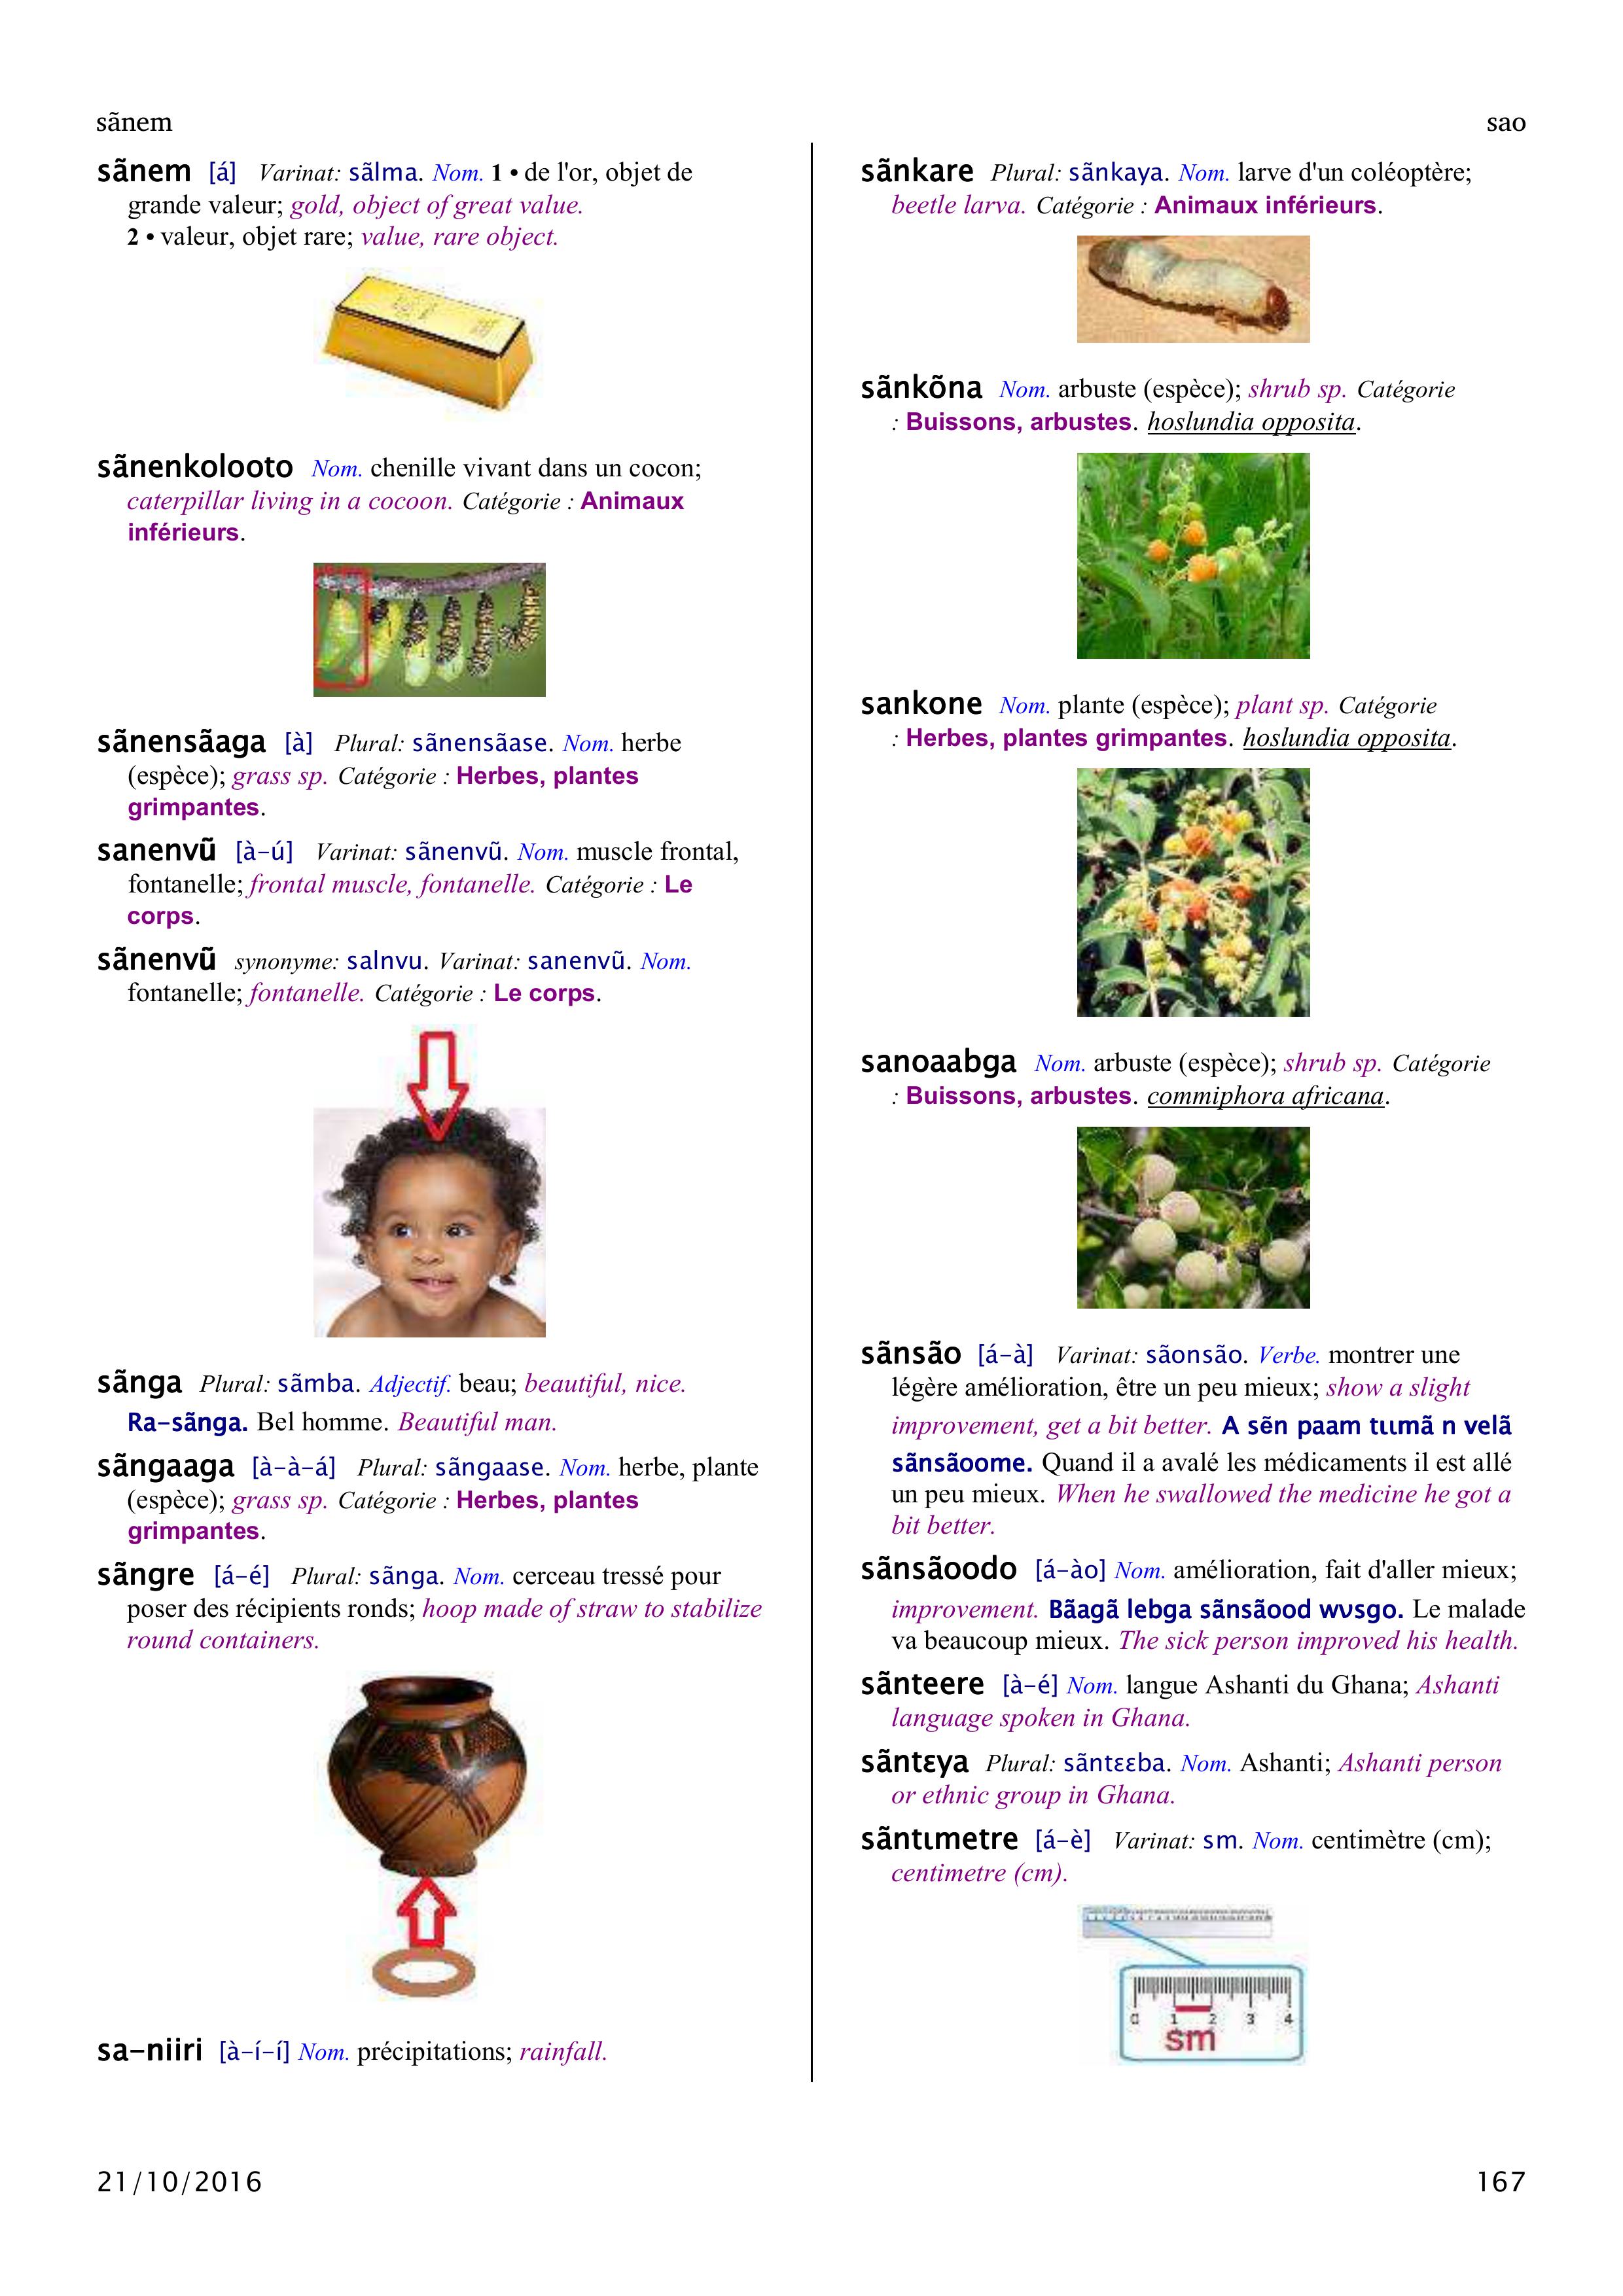 sãnem
sao
sãnem [á] Varinat: sãlma. Nom. 1 • de l'or, objet de
grande valeur; gold, object of great value.
2 • valeur, objet rare; value, rare object.
sãnenkolooto Nom. chenille vivant dans un cocon;
caterpillar living in a cocoon. Catégorie : Animaux
inférieurs.
sãnensãaga [à] Plural: sãnensãase. Nom. herbe
(espèce); grass sp. Catégorie : Herbes, plantes
grimpantes.
sanenvũ [à-ú] Varinat: sãnenvũ. Nom. muscle frontal,
fontanelle; frontal muscle, fontanelle. Catégorie : Le
corps.
sãnenvũ synonyme: salnvu. Varinat: sanenvũ. Nom.
fontanelle; fontanelle. Catégorie : Le corps.
sãnga Plural: sãmba. Adjectif. beau; beautiful, nice.
Ra-sãnga. Bel homme. Beautiful man.
sãngaaga [à-à-á] Plural: sãngaase. Nom. herbe, plante
(espèce); grass sp. Catégorie : Herbes, plantes
grimpantes.
sãngre [á-é] Plural: sãnga. Nom. cerceau tressé pour
poser des récipients ronds; hoop made of straw to stabilize
round containers.
sa-niiri [à-í-í] Nom. précipitations; rainfall.
sãnkare Plural: sãnkaya. Nom. larve d'un coléoptère;
beetle larva. Catégorie : Animaux inférieurs.
sãnkõna Nom. arbuste (espèce); shrub sp. Catégorie
: Buissons, arbustes. hoslundia opposita.
sankone Nom. plante (espèce); plant sp. Catégorie
: Herbes, plantes grimpantes. hoslundia opposita.
sanoaabga Nom. arbuste (espèce); shrub sp. Catégorie
: Buissons, arbustes. commiphora africana.
sãnsão [á-à] Varinat: sãonsão. Verbe. montrer une
légère amélioration, être un peu mieux; show a slight
improvement, get a bit better. A sẽn paam tɩɩmã n velã
sãnsãoome. Quand il a avalé les médicaments il est allé
un peu mieux. When he swallowed the medicine he got a
bit better.
sãnsãoodo [á-ào] Nom. amélioration, fait d'aller mieux;
improvement. Bãagã lebga sãnsãood wʋsgo. Le malade
va beaucoup mieux. The sick person improved his health.
sãnteere [à-é] Nom. langue Ashanti du Ghana; Ashanti
language spoken in Ghana.
sãntɛya Plural: sãntɛɛba. Nom. Ashanti; Ashanti person
or ethnic group in Ghana.
sãntɩmetre [á-è] Varinat: sm. Nom. centimètre (cm);
centimetre (cm).
0 1 2 3 4
sm
21/10/2016
167